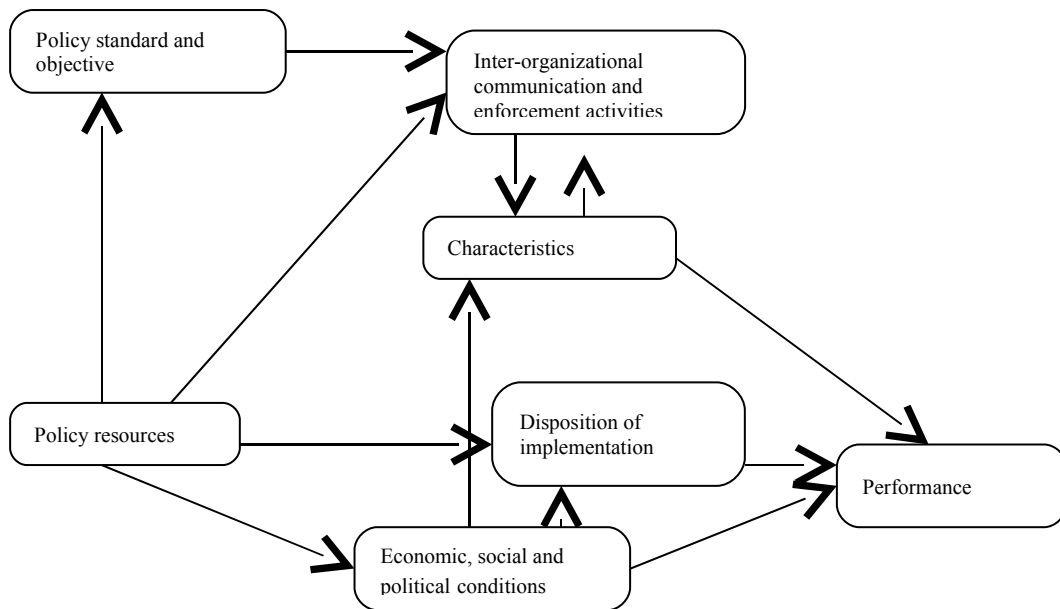 Policy standard and
objective
Inter-organizational
communication and
enforcement activities
Characteristics
Policy resources
Disposition of
implementation
Performance
Economic, social and
political conditions